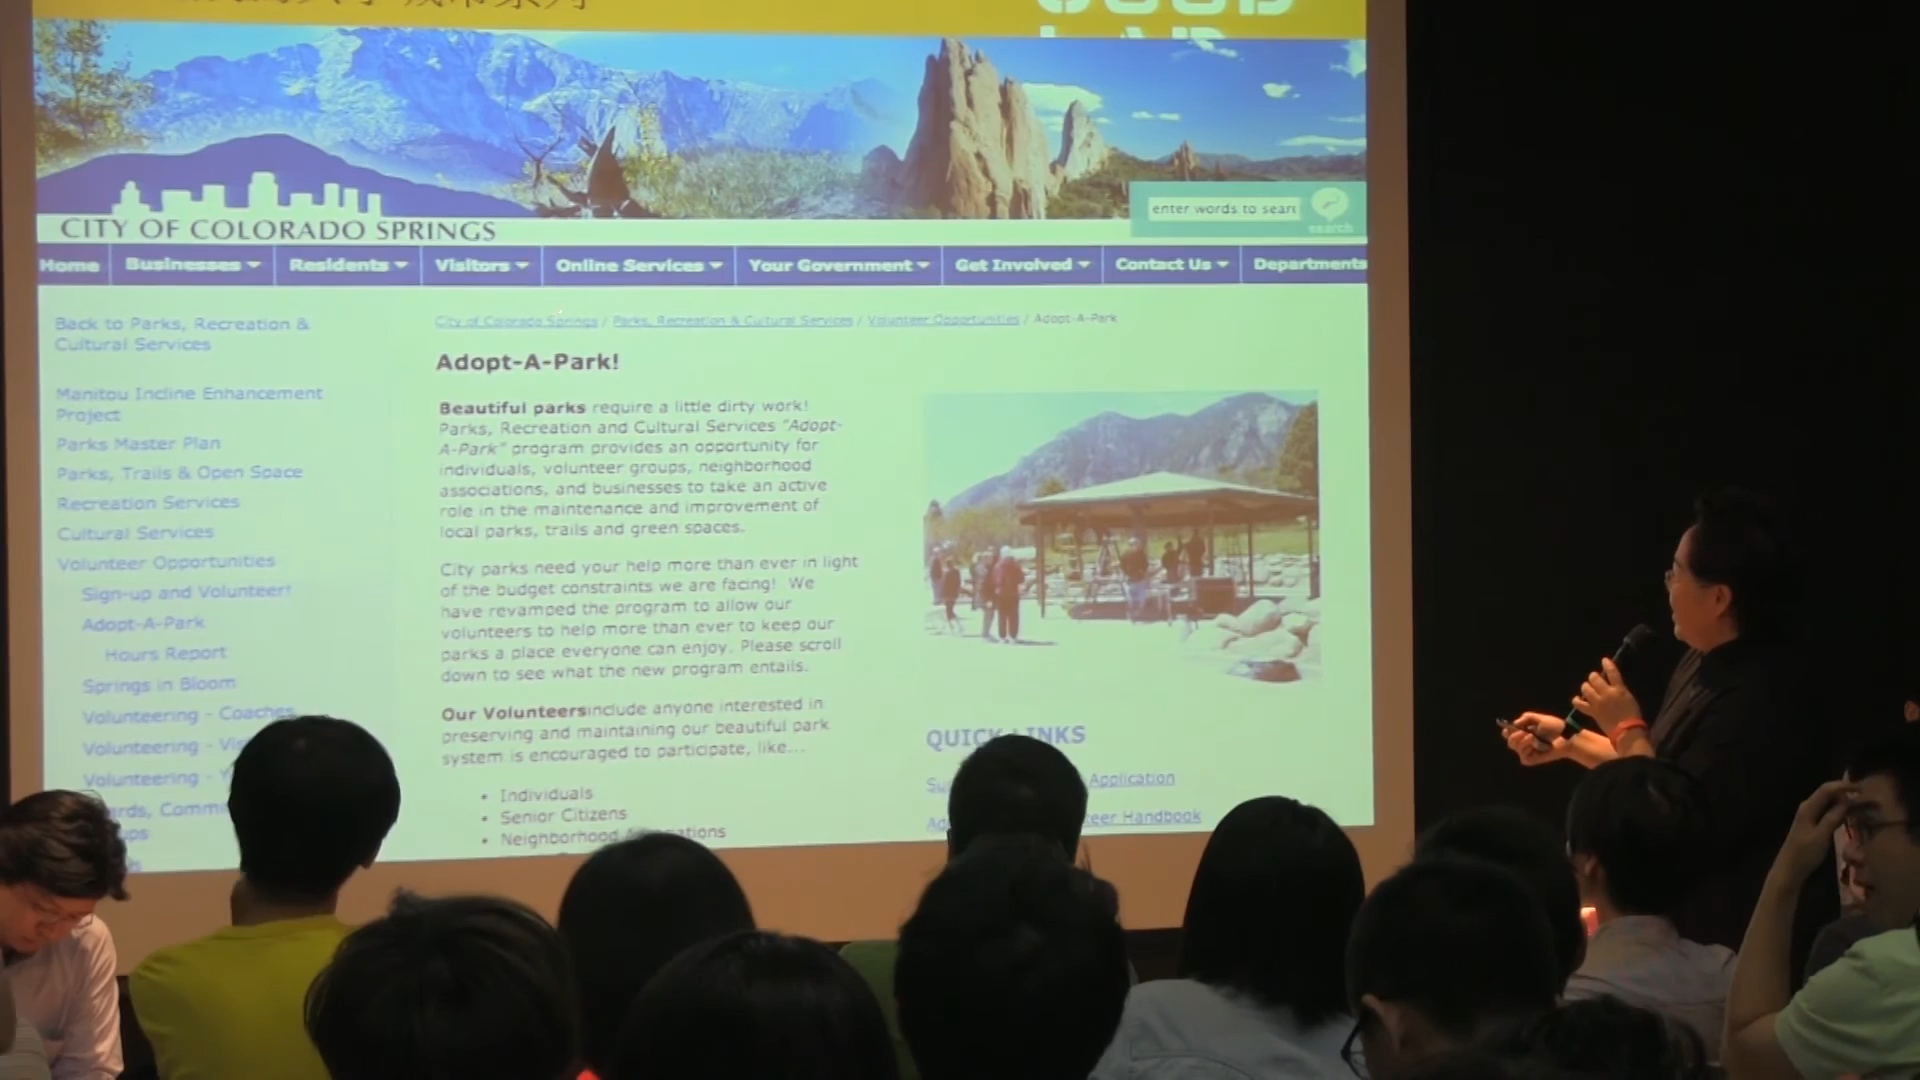 CITY OF COLORADO SPRINGS
enter words to sear
search
Home Businesses Residents Visitors Online Services Your Government Get Involved Contact Us Departments
Back to Parks, Recreation &
Cultural Services
Manitou Incline Enhancement
Project
Parks Master Plan
Parks, Trails & Open Space
Recreation Services
Cultural Services
Volunteer Opportunities
Sign-up and Volunteer!
Adopt-A-Park
Hours Report
Springs in Bloom
Volunteering - Coaches
Volunteering -
Volunteering -
City of Colorado Springs / Parks, Recreation & Cultural Services / Volunteer Opportunities / Adopt-A-Park
Adopt-A-Park!
Beautiful parks require a little dirty work!
Parks, Recreation and Cultural Services "Adopt-
A-Park" program provides an opportunity for
individuals, volunteer groups, neighborhood
associations, and businesses to take an active
role in the maintenance and improvement of
local parks, trails and green spaces.
City parks need your help more than ever in light
of the budget constraints we are facing! We
have revamped the program to allow our
volunteers to help more than ever to keep our
parks a place everyone can enjoy. Please scroll
down to see what the new program entails.
Our Volunteers include anyone interested in
preserving and maintaining our beautiful park
system is encouraged to participate, like...
• Individuals
• Senior Citizens
• Neighborhood
QUICK LINKS
Application
Handbook